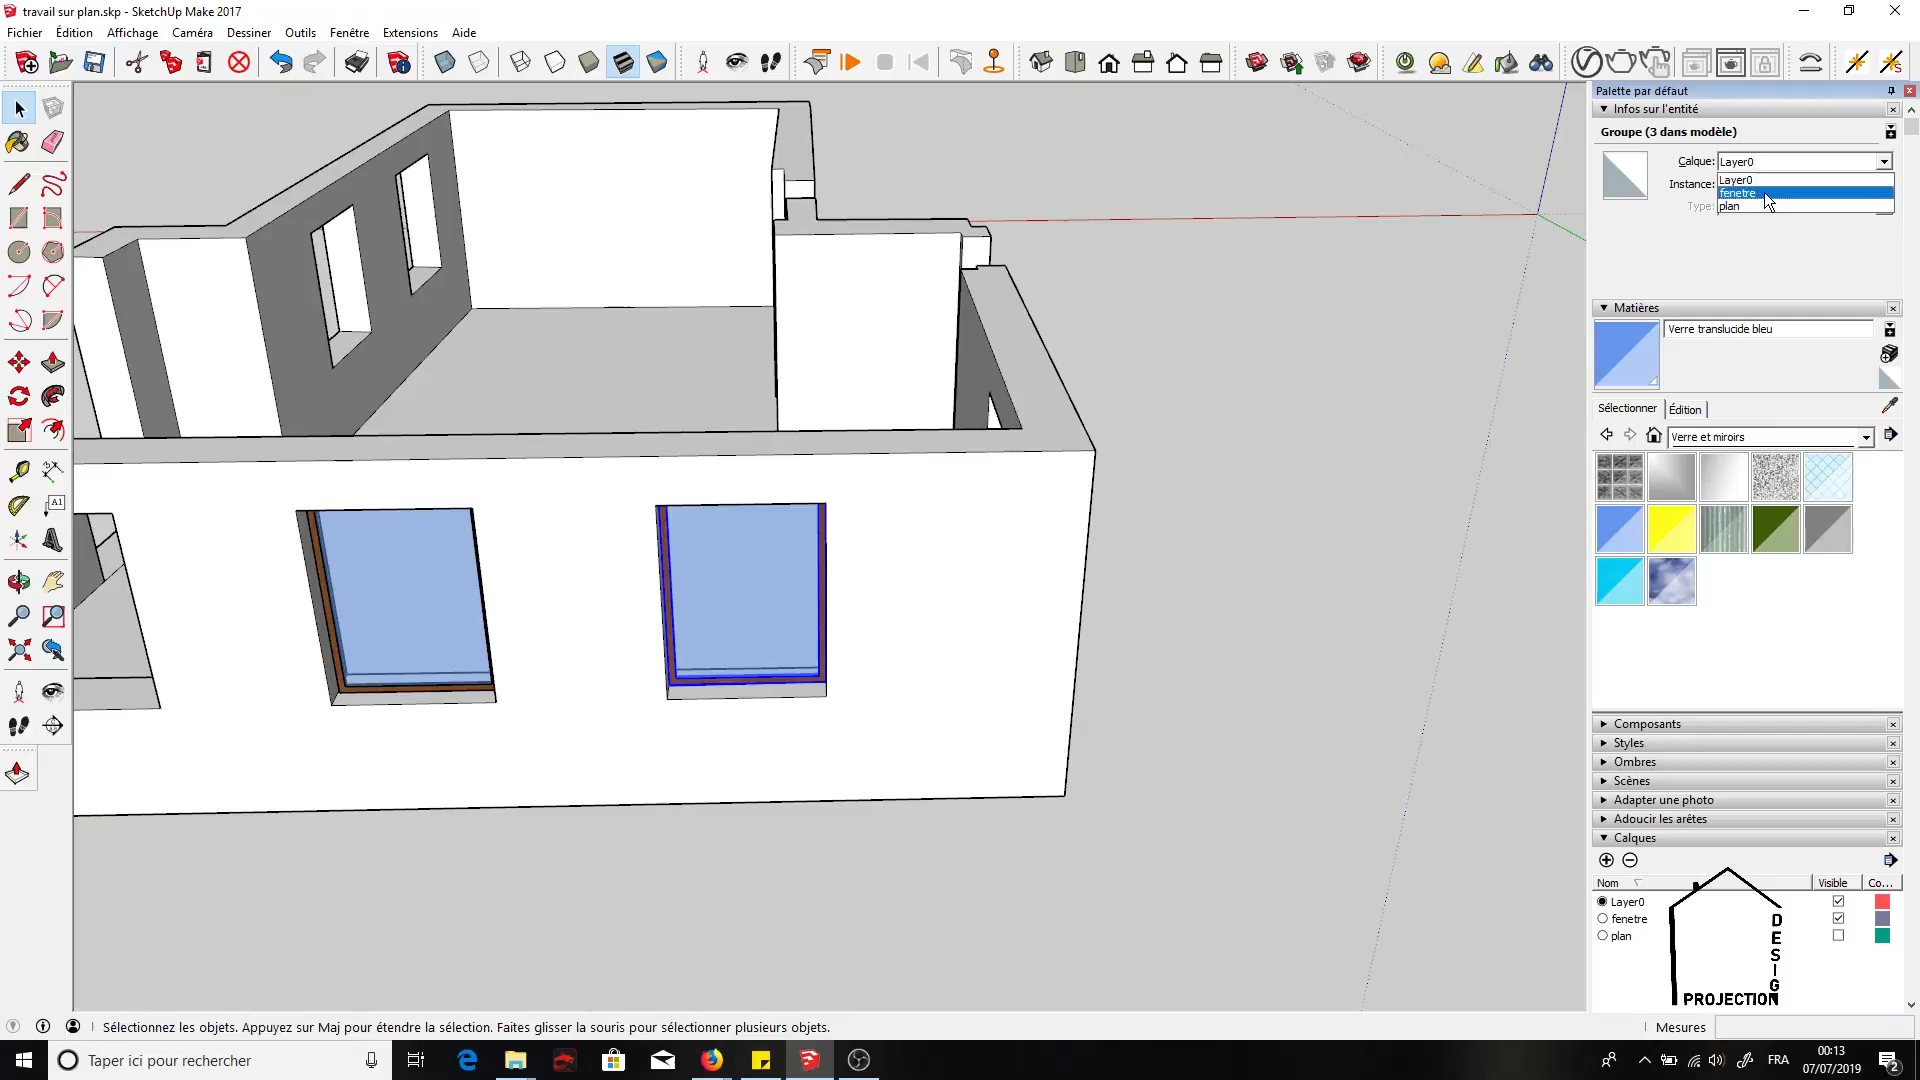 travail sur plan.skp - SketchUp Make 2017
Fichier Édition Affichage Caméra Dessiner Outils Fenêtre Extensions Aide
Palette par défaut
Infos sur l'entité
Groupe (3 dans modèle)
Calque: Layer0
Layer0
Instance:
fenetre
Type:
plan
Matières
Verre translucide bleu
Sélectionner Édition
Verre et miroirs
A1
Composants
Styles
Ombres
Scènes
Adapter une photo
Adoucir les arêtes
Calques
Nom Visible Co...
Layer0
fenetre
plan
DESIGN
PROJECTION
Sélectionnez les objets. Appuyez sur Maj pour étendre la sélection. Faites glisser la souris pour sélectionner plusieurs objets.
Mesures
Taper ici pour rechercher
FRA
00:13
07/07/2019
2